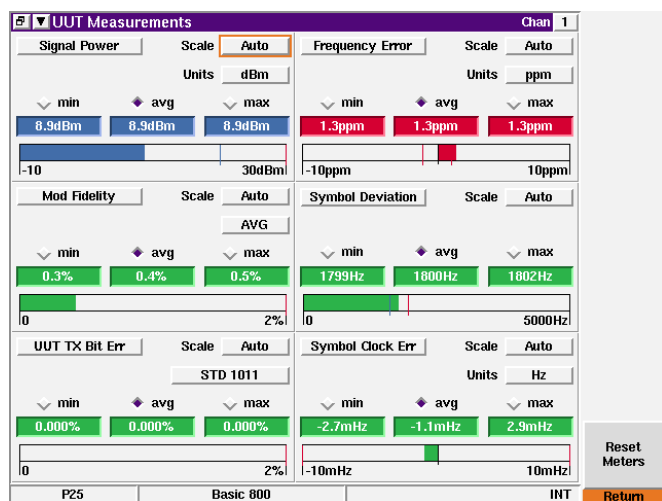 UUT Measurements Chan 1
Signal Power Scale Auto
Units dBm
min avg max
8.9dBm 8.9dBm 8.9dBm
-10 30dBm
Frequency Error Scale Auto
Units ppm
min avg max
1.3ppm 1.3ppm 1.3ppm
-10ppm 10ppm
Mod Fidelity Scale Auto
AVG
min avg max
0.3% 0.4% 0.5%
0 2%
Symbol Deviation Scale Auto
min avg max
1799Hz 1800Hz 1802Hz
0 5000Hz
UUT TX Bit Err Scale Auto
STD 1011
min avg max
0.000% 0.000% 0.000%
0 2%
Symbol Clock Err Scale Auto
Units Hz
min avg max
-2.7mHz -1.1mHz 2.9mHz
-10mHz 10mHz
Reset
Meters
P25 Basic 800 INT Return